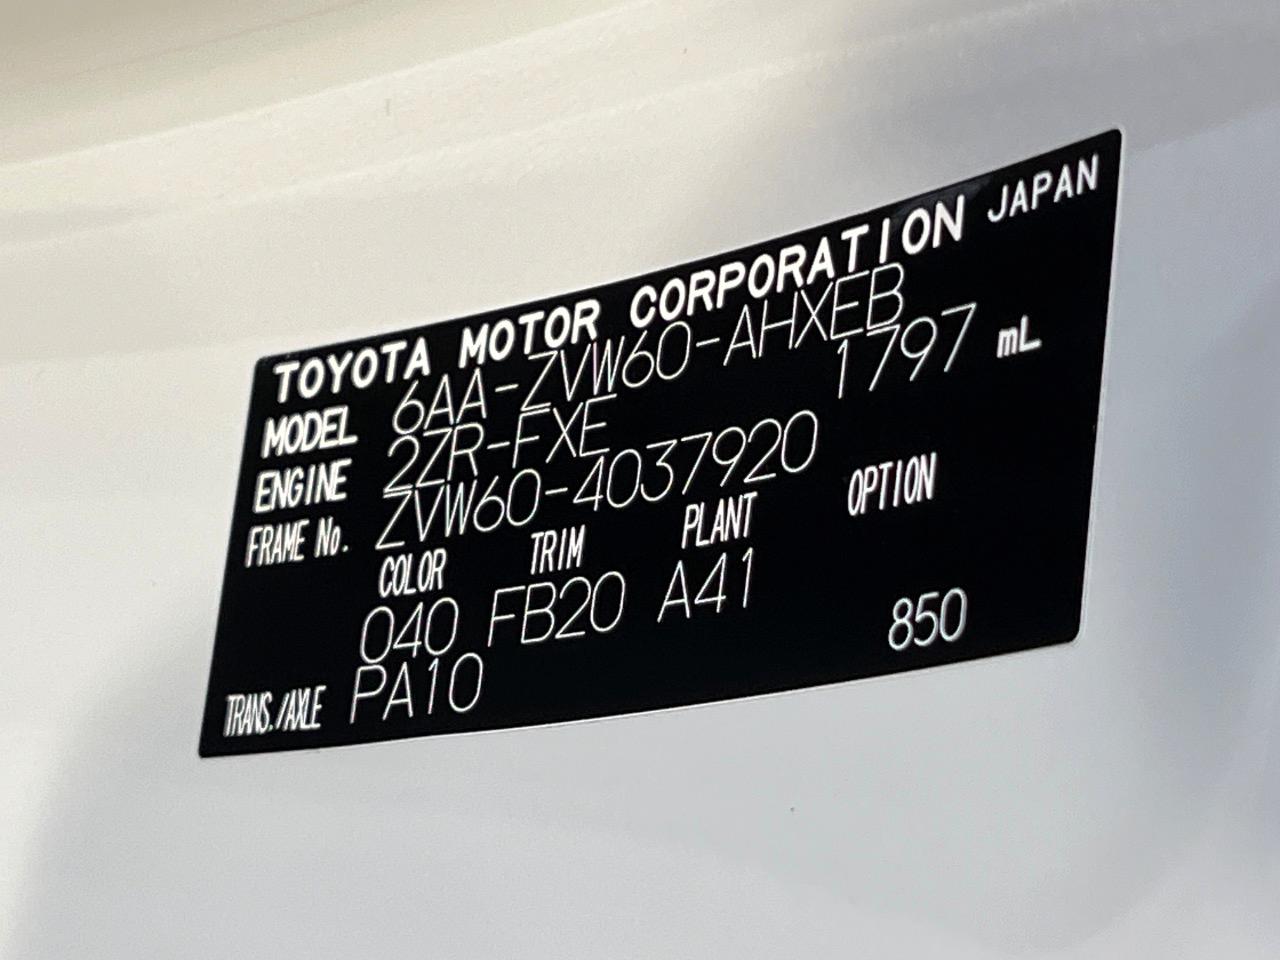 TOYOTA MOTOR CORPORATION JAPAN
MODEL 6AA-ZVW60-AHXEB
ENGINE 2ZR-FXE 1797 mL
FRAME No. ZVW60-4037920
COLOR TRIM PLANT OPTION
040 FB20 A41
TRANS./AXLE PA10 850